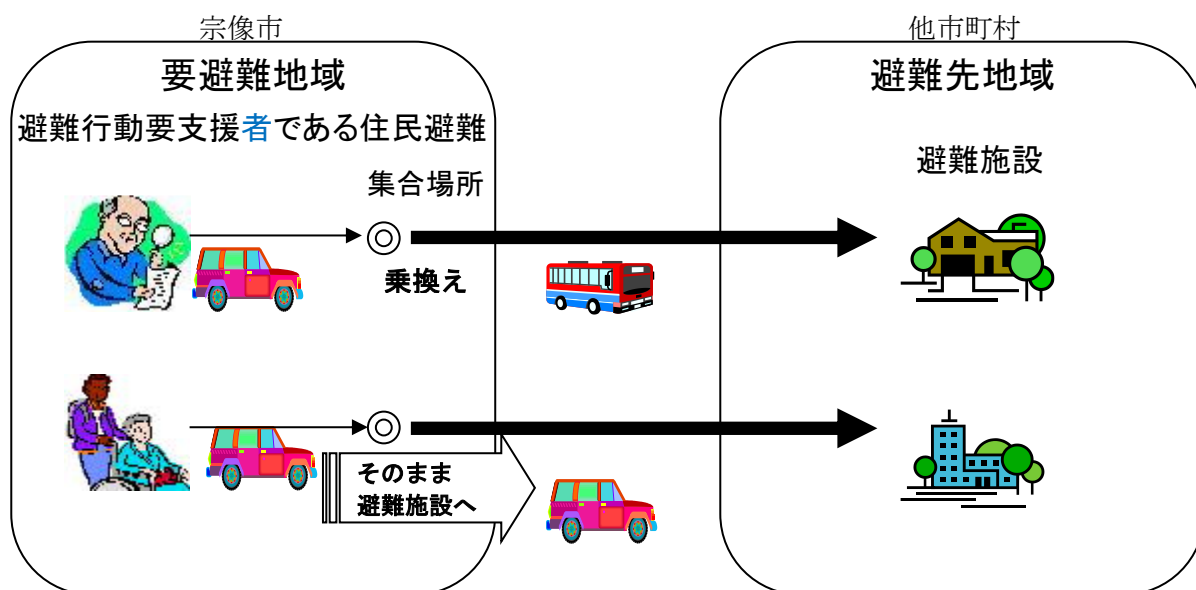 宗像市
他市町村
要避難地域
避難先地域
避難行動要支援者である住民避難
避難施設
集合場所
乗換え
そのまま
避難施設へ